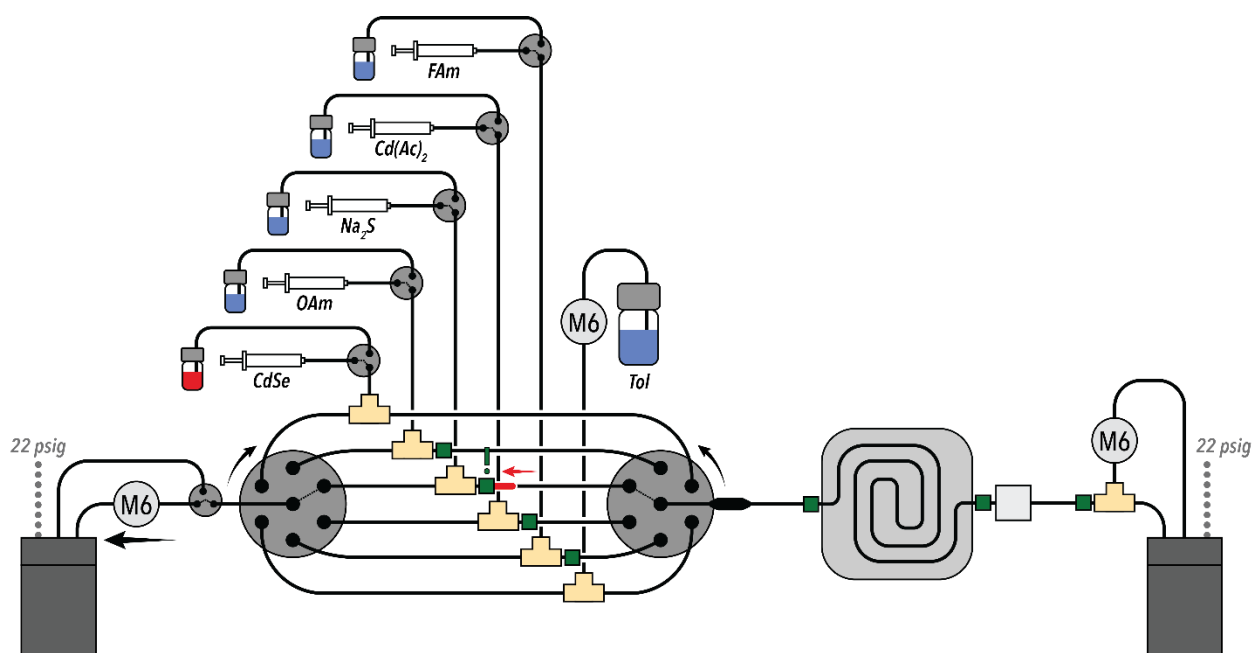 FAm
Cd(Ac)₂
Na₂S
OAm
M6
CdSe
Tol
22 psig
M6
22 psig
M6